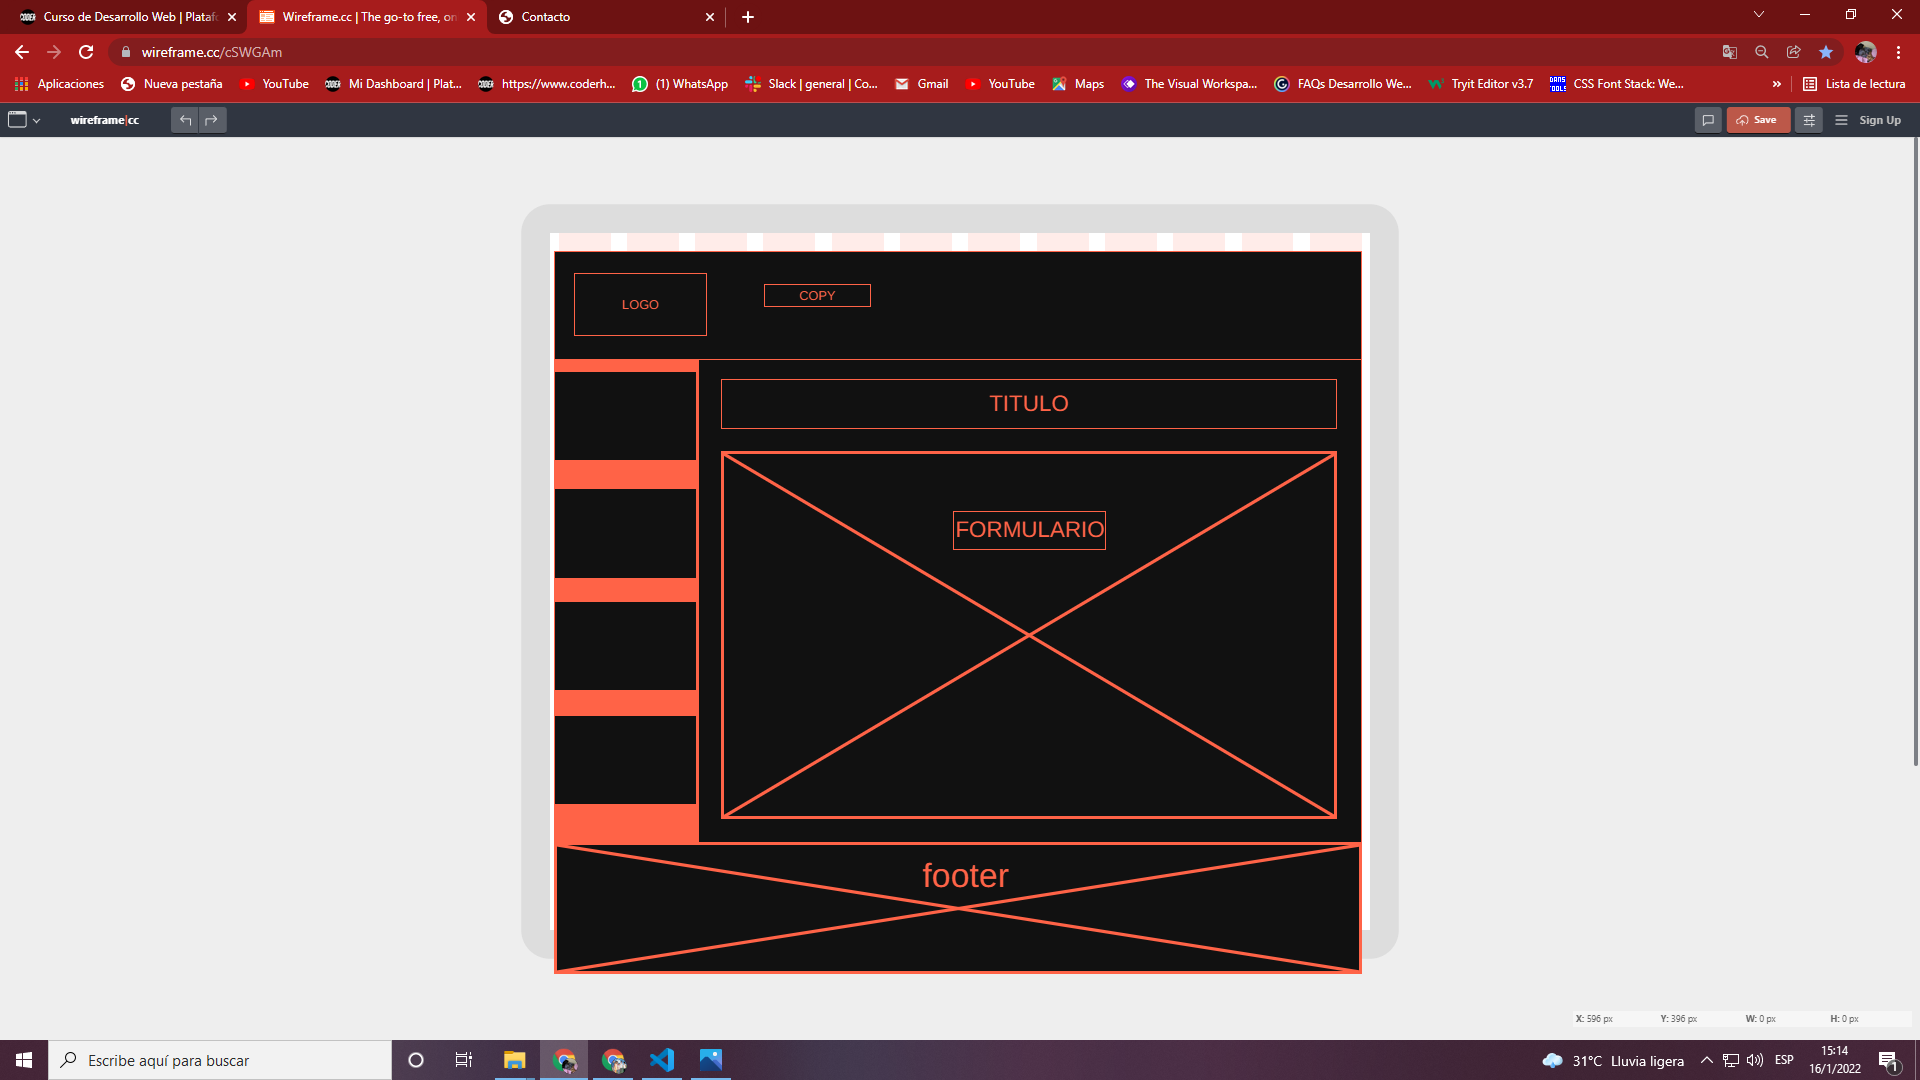 Curso de Desarrollo Web | Plataf
Wireframe.cc | The go-to free, on
Contacto
wireframe.cc/cSWGAm
Aplicaciones
Nueva pestaña
YouTube
Mi Dashboard | Plat...
https://www.coderh...
(1) WhatsApp
Slack | general | Co...
Gmail
YouTube
Maps
The Visual Workspa...
FAQs Desarrollo We...
Tryit Editor v3.7
CSS Font Stack: We...
»
Lista de lectura
wireframe|cc
Save
Sign Up
LOGO
COPY
TITULO
FORMULARIO
footer
X: 596 px
Y: 396 px
W: 0 px
H: 0 px
Escribe aquí para buscar
31°C Lluvia ligera
ESP
15:14
16/1/2022
1